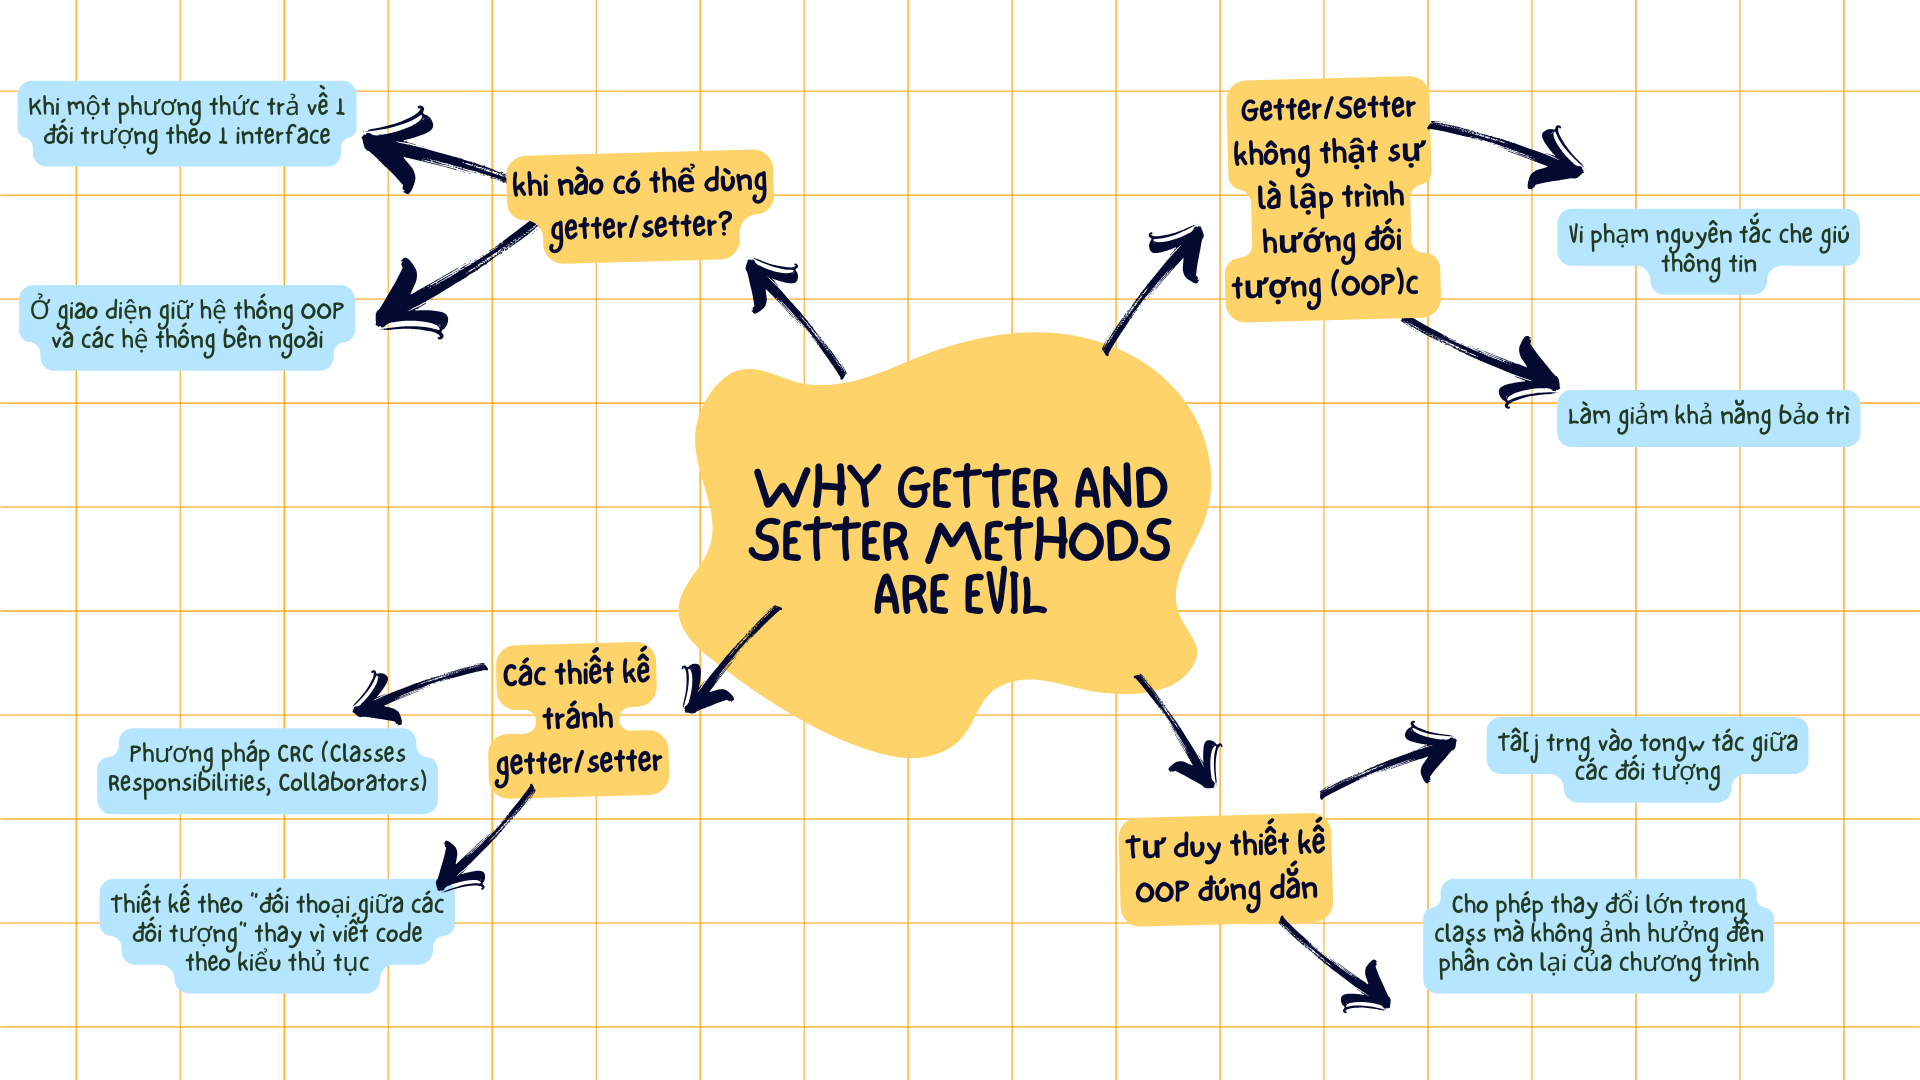 Khi một phương thức trả về 1
đối trượng theo 1 interface
Ở giao diện giữ hệ thống OOP
và các hệ thống bên ngoài
khi nào có thể dùng
getter/setter?
Getter/Setter
không thật sự
là lập trình
hướng đối
tượng (OOP)c
Vi phạm nguyên tắc che giú
thông tin
Làm giảm khả năng bảo trì
WHY GETTER AND
SETTER METHODS
ARE EVIL
Các thiết kế
tránh
getter/setter
Phương pháp CRC (Classes
Responsibilities, Collaborators)
Thiết kế theo "đối thoại giữa các
đối tượng" thay vì viết code
theo kiểu thủ tục
Tư duy thiết kế
OOP đúng dắn
Tâ[j trng vào tongw tác giữa
các đối tượng
Cho phép thay đổi lớn trong
class mà không ảnh hưởng đến
phần còn lại của chương trình